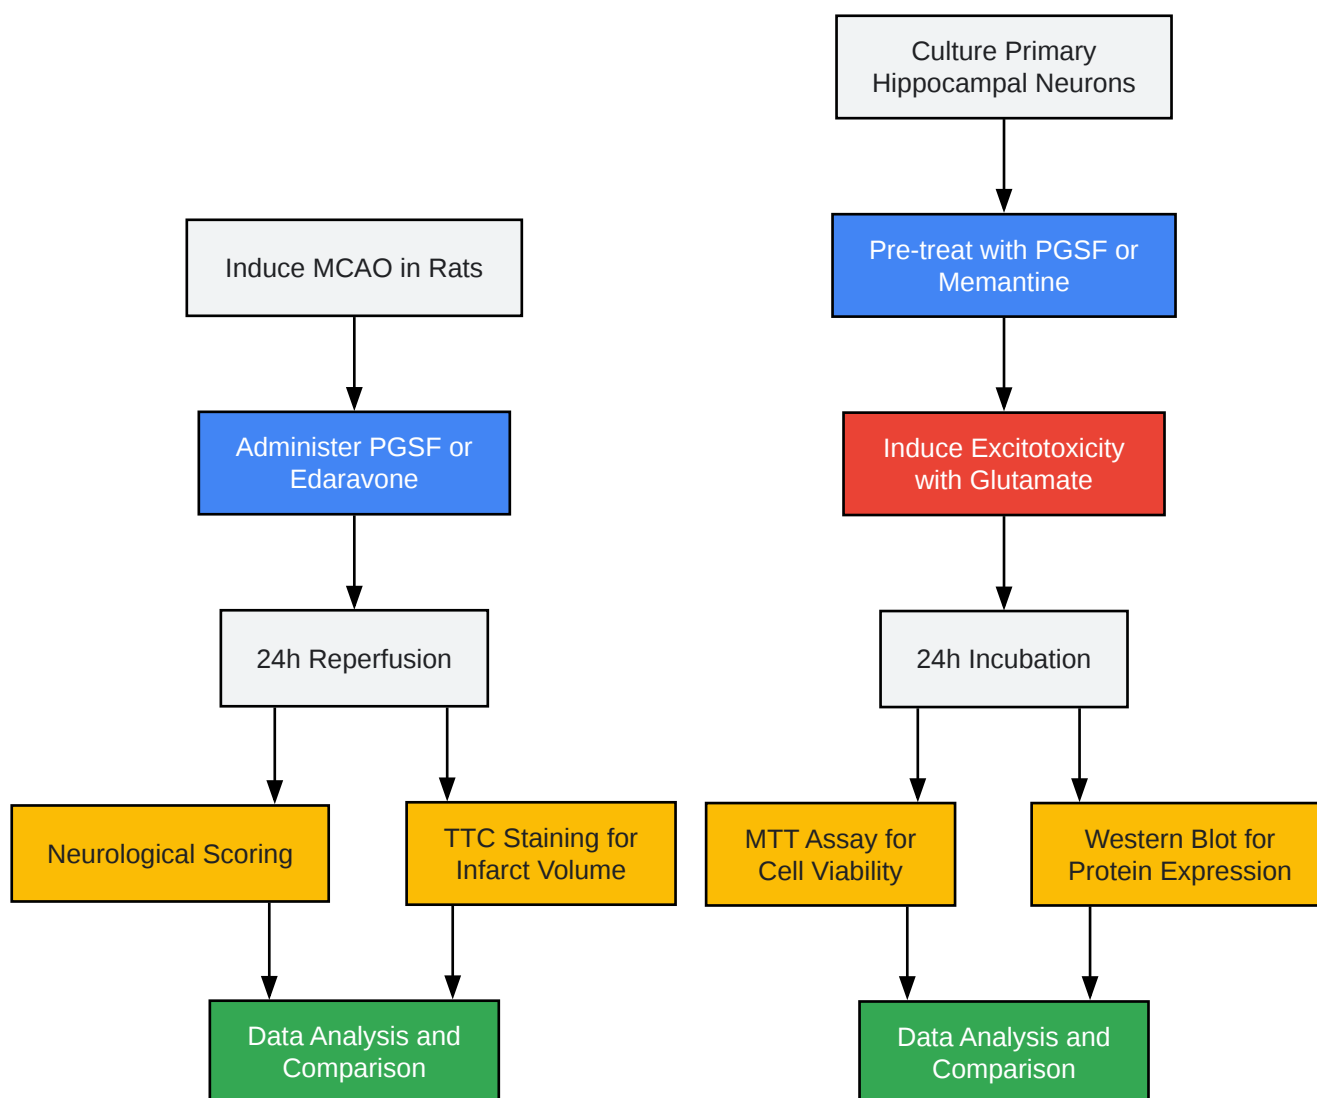 Induce MCAO in Rats
Administer PGSF or
Edaravone
24h Reperfusion
Neurological Scoring
TTC Staining for
Infarct Volume
Data Analysis and
Comparison
Culture Primary
Hippocampal Neurons
Pre-treat with PGSF or
Memantine
Induce Excitotoxicity
with Glutamate
24h Incubation
MTT Assay for
Cell Viability
Western Blot for
Protein Expression
Data Analysis and
Comparison